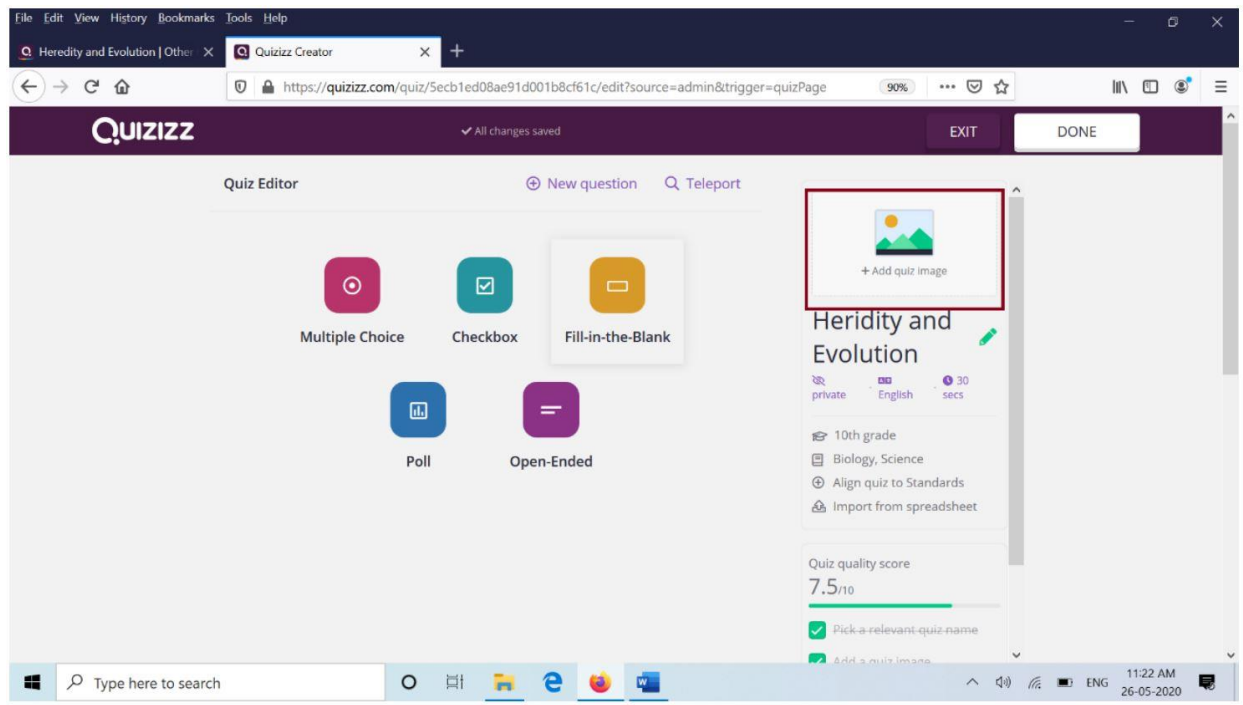 File Edit View History Bookmarks Tools Help
Heredity and Evolution | Other
Quizizz Creator
https://quizizz.com/quiz/5ecb1ed08ae91d001b8cf61c/edit?source=admin&trigger=quizPage 90%
QUIZIZZ
All changes saved
EXIT
DONE
Quiz Editor
New question
Teleport
Multiple Choice
Checkbox
Fill-in-the-Blank
Poll
Open-Ended
+ Add quiz image
Heridity and
Evolution
private
English
30
secs
10th grade
Biology, Science
Align quiz to Standards
Import from spreadsheet
Quiz quality score
7.5/10
Pick a relevant quiz name
Add a quiz image
Type here to search
ENG
11:22 AM
26-05-2020